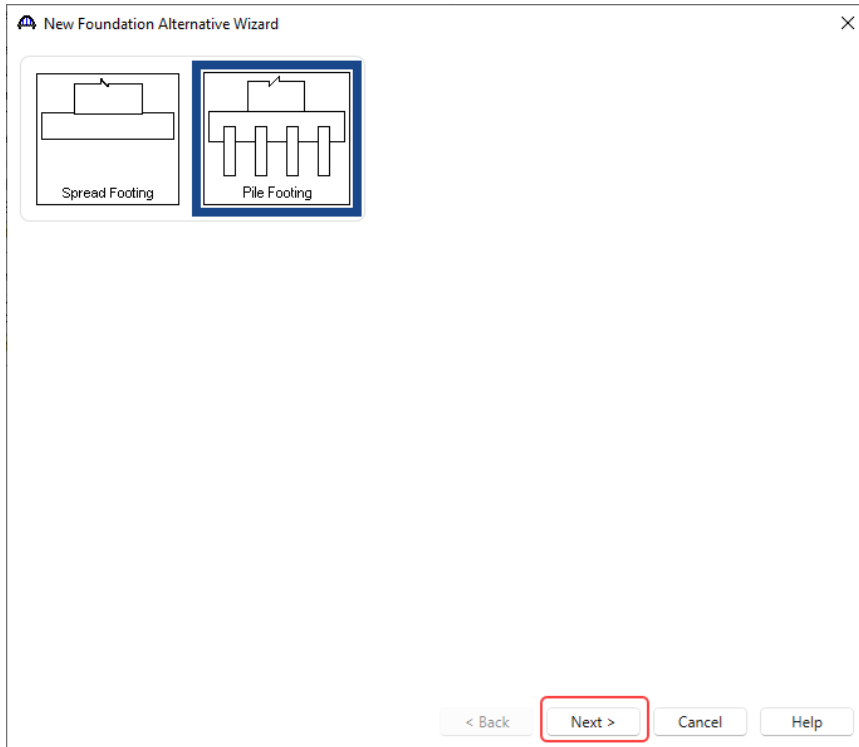 New Foundation Alternative Wizard
Spread Footing
Pile Footing
< Back
Next >
Cancel
Help